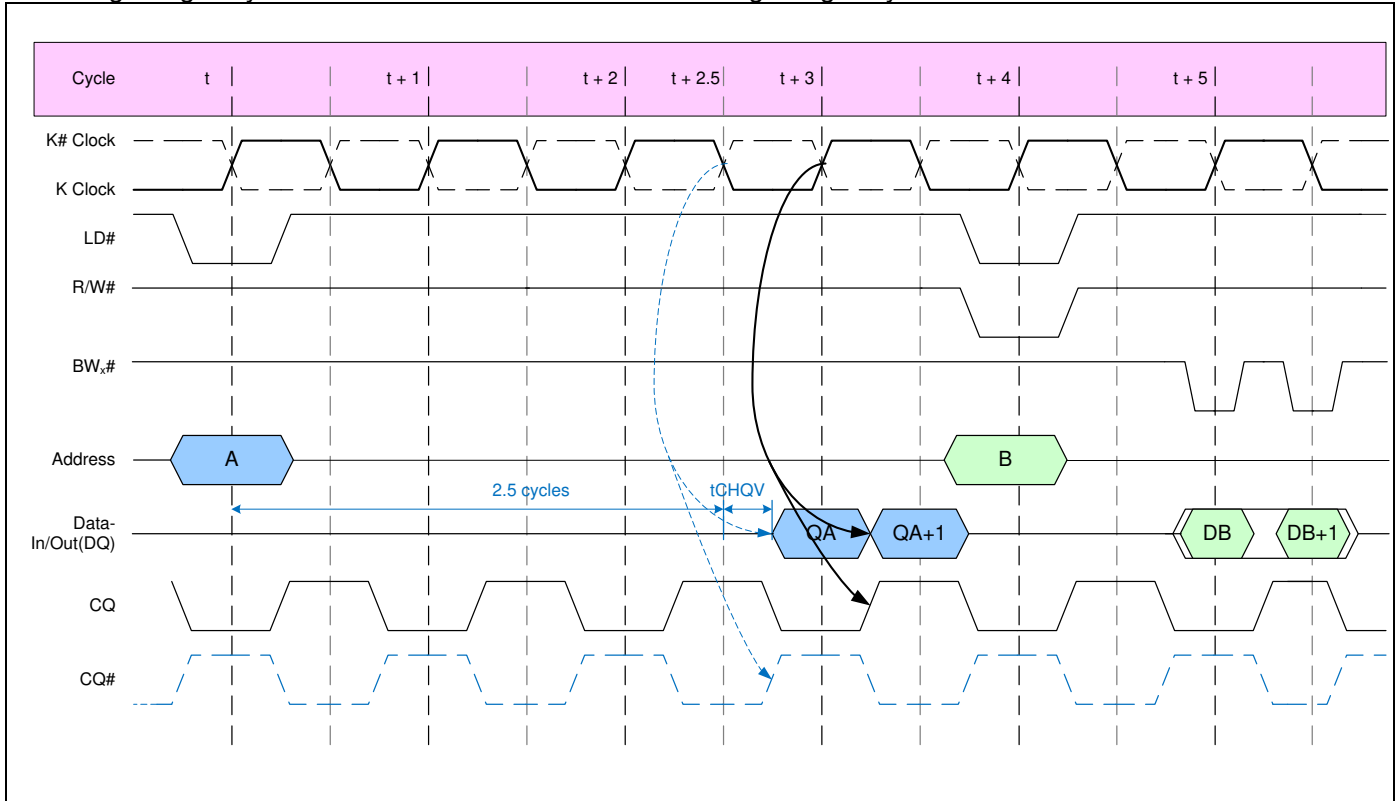 Cycle t t + 1 t + 2 t + 2.5 t + 3 t + 4 t + 5
K# Clock
K Clock
LD#
R/W#
BWx#
Address A B
2.5 cycles tCHQV
Data-
In/Out(DQ) QA QA+1 DB DB+1
CQ
CQ#